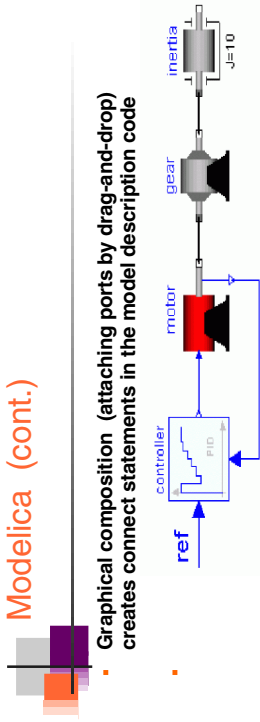 Modelica (cont.)
Graphical composition (attaching ports by drag-and-drop)
creates connect statements in the model description code
ref
controller
PID
motor
gear
inertia
J=10